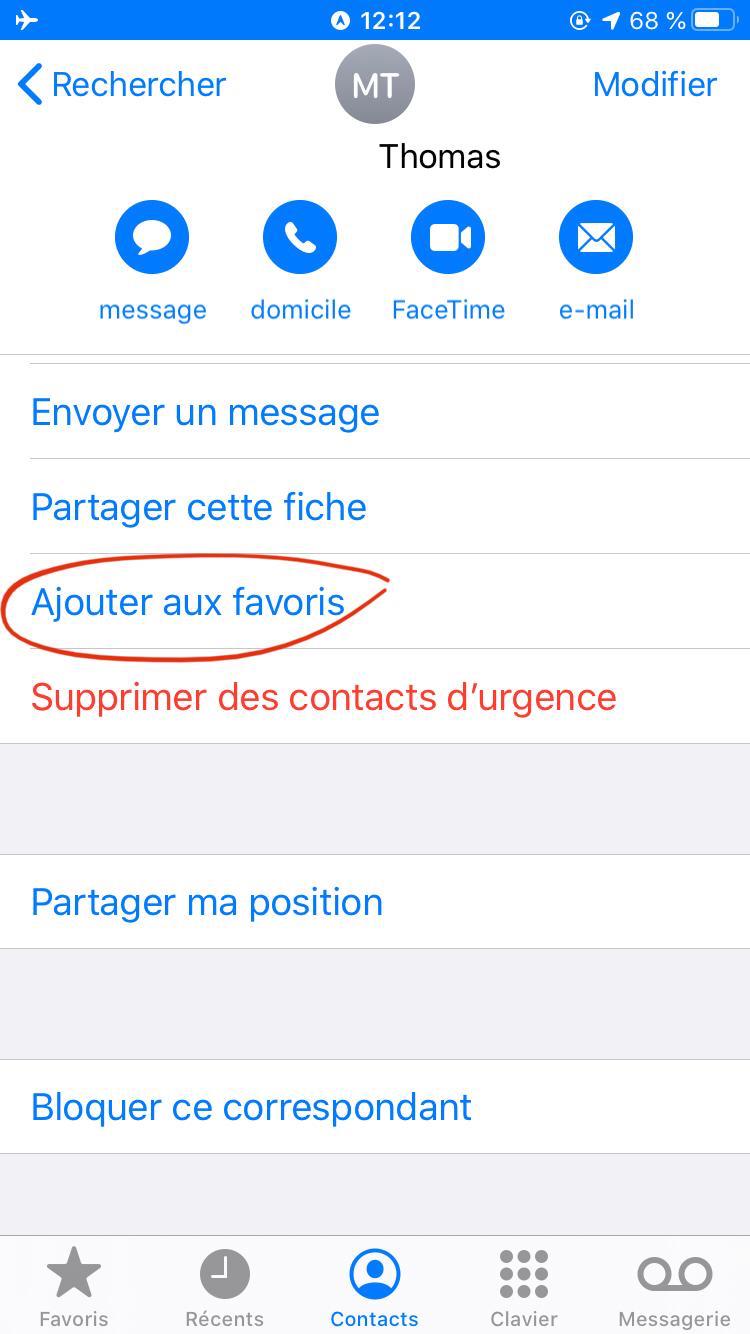 12:12 68 %
Rechercher MT Modifier
Thomas
message domicile FaceTime e-mail
Envoyer un message
Partager cette fiche
Ajouter aux favoris
Supprimer des contacts d’urgence
Partager ma position
Bloquer ce correspondant
Favoris Récents Contacts Clavier Messagerie